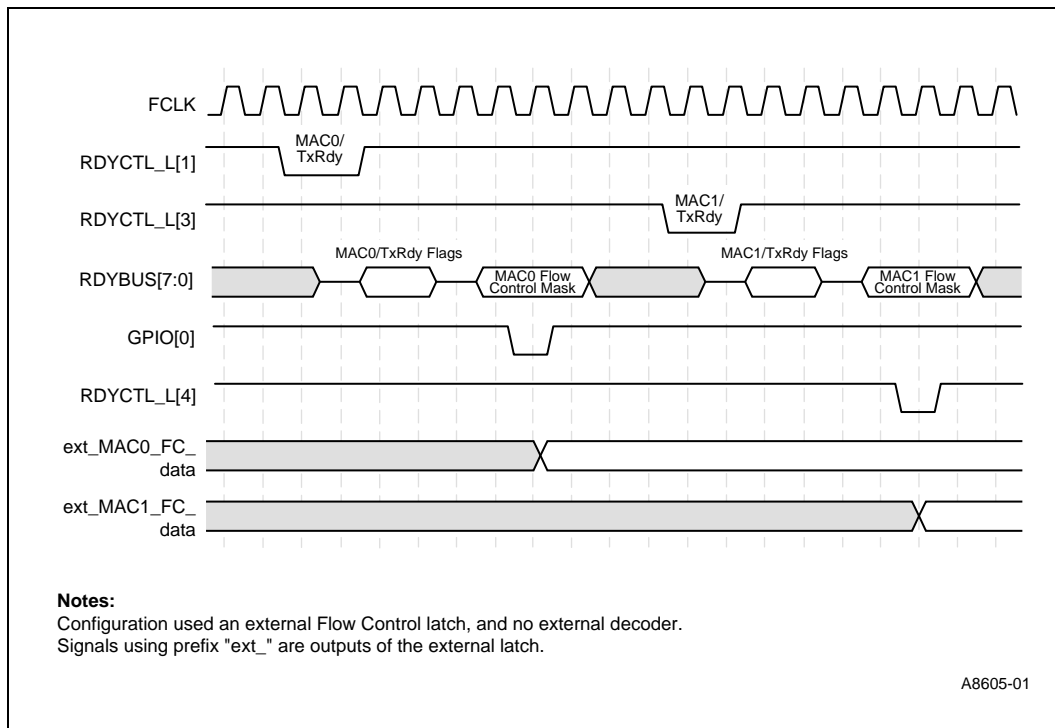 FCLK
RDYCTL_L[1]
MAC0/
TxRdy
RDYCTL_L[3]
MAC1/
TxRdy
MAC0/TxRdy Flags
MAC1/TxRdy Flags
RDYBUS[7:0]
MAC0 Flow
Control Mask
MAC1 Flow
Control Mask
GPIO[0]
RDYCTL_L[4]
ext_MAC0_FC_
data
ext_MAC1_FC_
data
Notes:
Configuration used an external Flow Control latch, and no external decoder.
Signals using prefix "ext_" are outputs of the external latch.
A8605-01